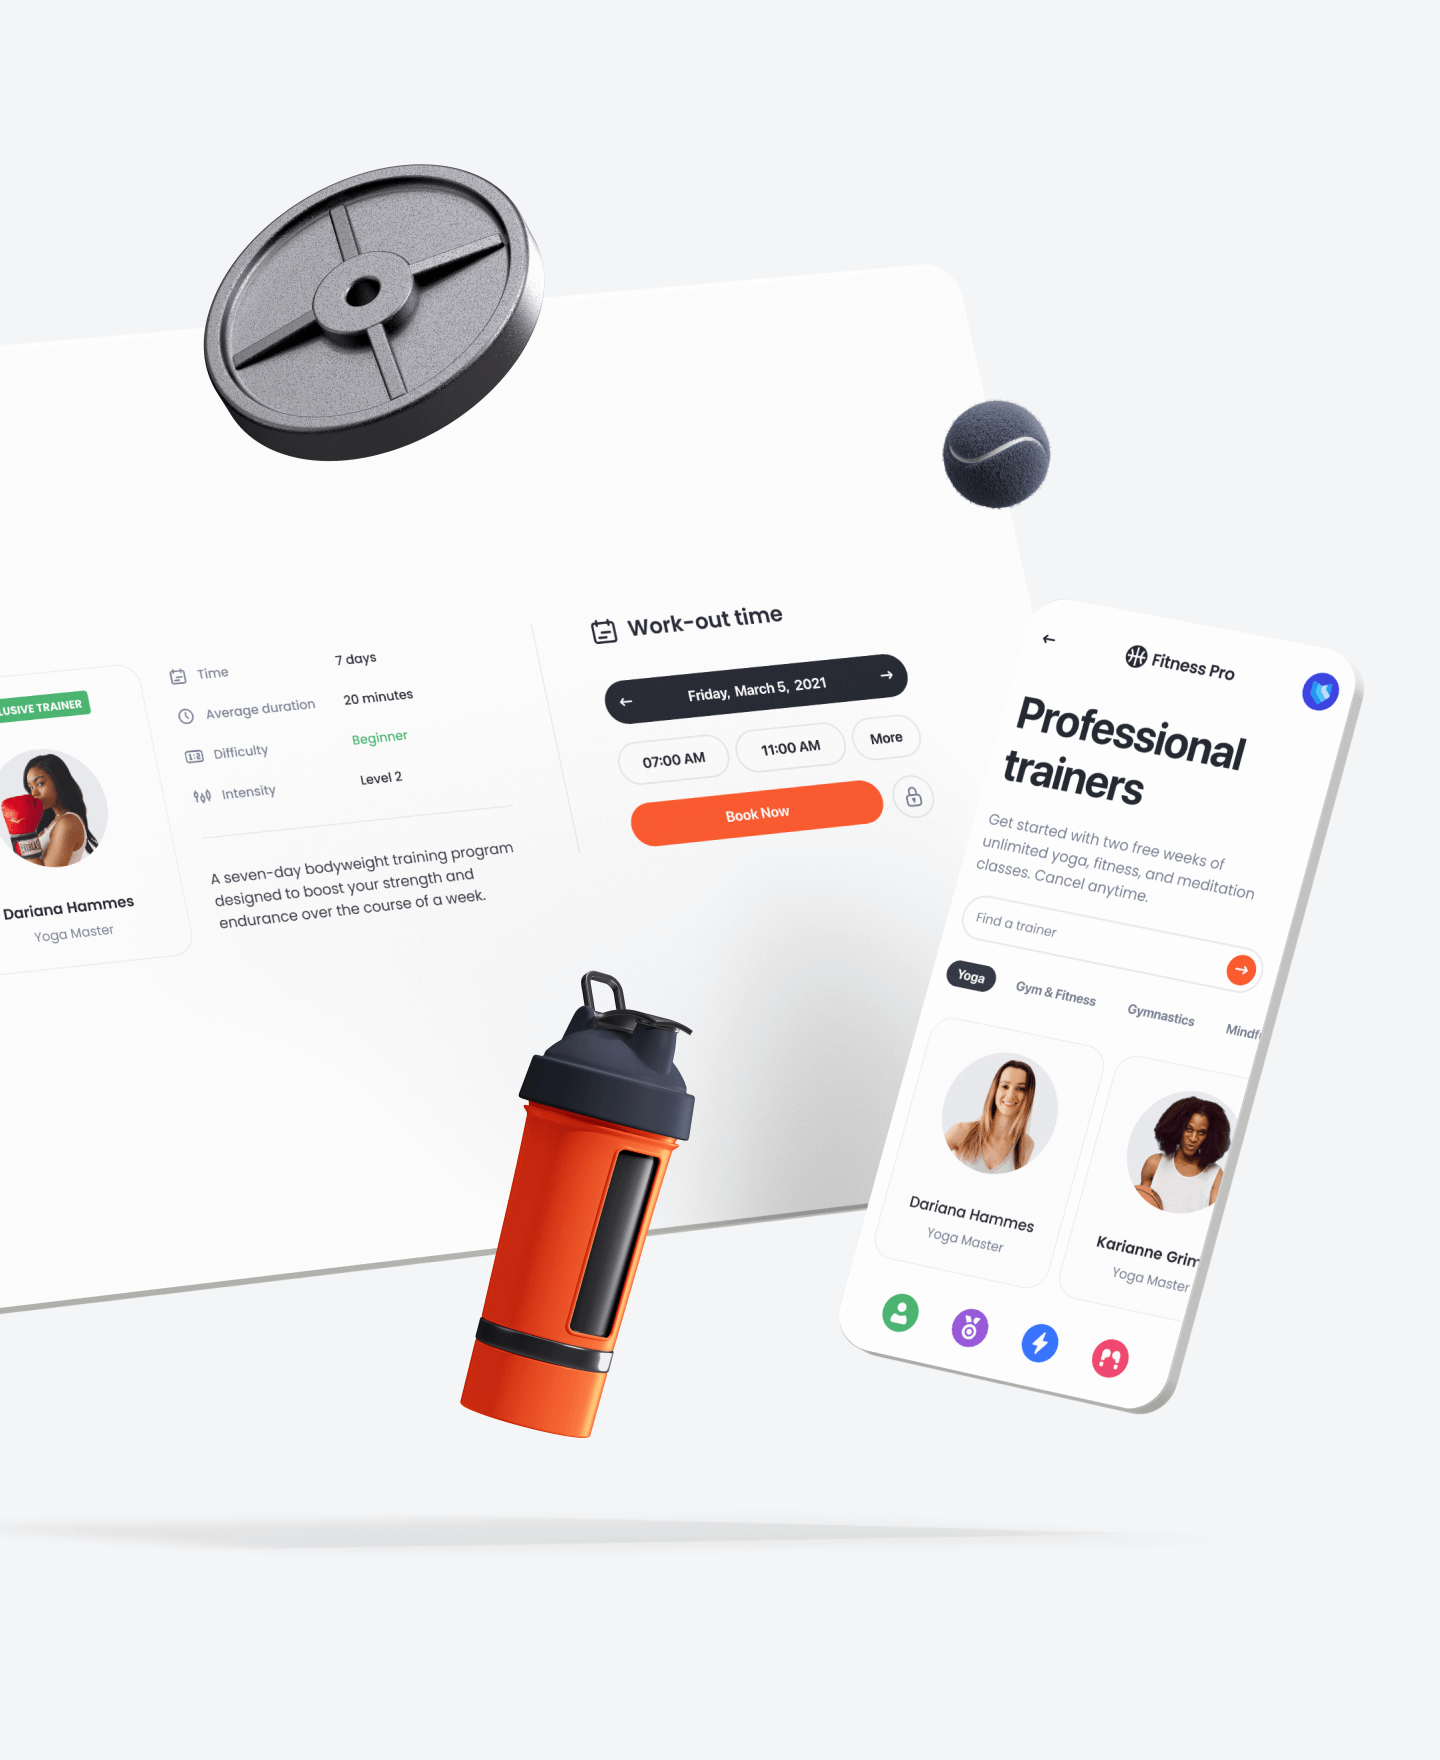 Work-out time
Time
7 days
Average duration
20 minutes
Difficulty
Beginner
Intensity
Level 2
A seven-day bodyweight training program
designed to boost your strength and
endurance over the course of a week.
LUSIVE TRAINER
Dariana Hammes
Yoga Master
Friday, March 5, 2021
07:00 AM
11:00 AM
More
Book Now
Fitness Pro
Professional
trainers
Get started with two free weeks of
unlimited yoga, fitness, and meditation
classes. Cancel anytime.
Find a trainer
Yoga
Gym & Fitness
Gymnastics
Mindf
Dariana Hammes
Yoga Master
Karianne Grim
Yoga Master